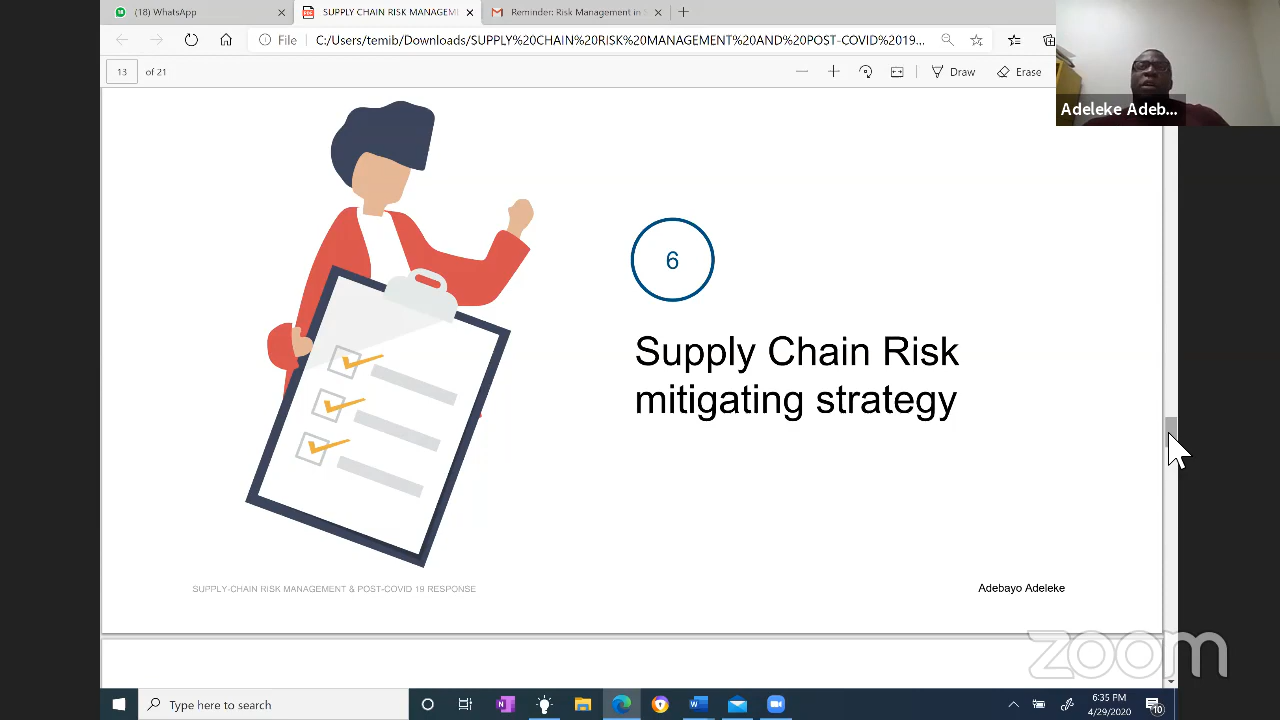 (18) WhatsApp
SUPPLY CHAIN RISK MANAGEM
Reminder: Risk Management in
File
C:/Users/temib/Downloads/SUPPLY%20CHAIN%20RISK%20MANAGEMENT%20AND%20POST-COVID%2019...
13 of 21
Draw
Erase
Adeleke Adeb...
6
Supply Chain Risk
mitigating strategy
SUPPLY-CHAIN RISK MANAGEMENT & POST-COVID 19 RESPONSE
Adebayo Adeleke
zoom
Type here to search
6:35 PM
4/29/2020
10